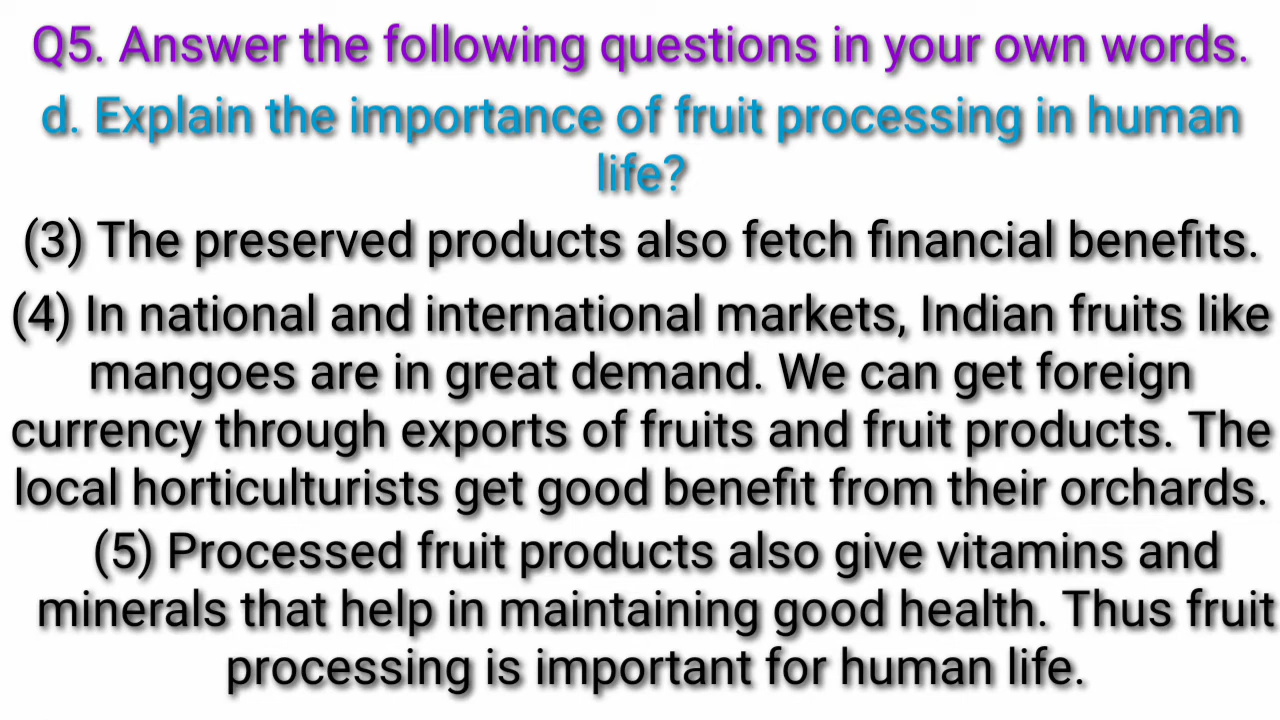 Q5. Answer the following questions in your own words.
d. Explain the importance of fruit processing in human
life?
(3) The preserved products also fetch financial benefits.
(4) In national and international markets, Indian fruits like
mangoes are in great demand. We can get foreign
currency through exports of fruits and fruit products. The
local horticulturists get good benefit from their orchards.
(5) Processed fruit products also give vitamins and
minerals that help in maintaining good health. Thus fruit
processing is important for human life.